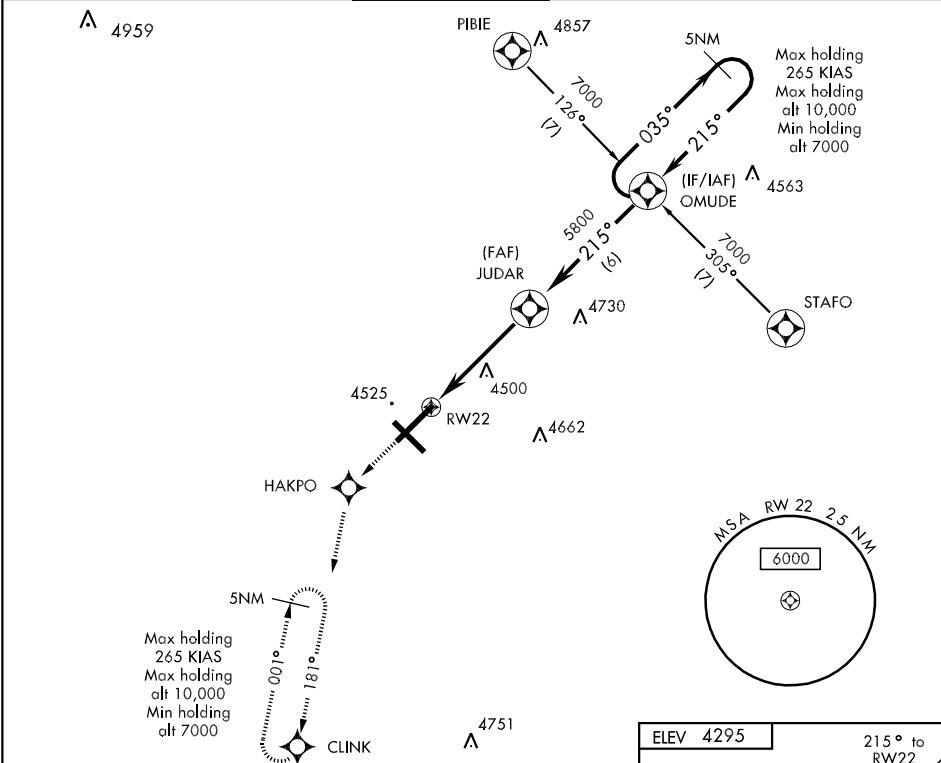 4959
PIBIE
4857
5NM
Max holding
265 KIAS
Max holding
alt 10,000
Min holding
alt 7000
7000
126°
(7)
035°
215°
(IF/IAF)
OMUDE
4563
5800
215°
(6)
7000
305°
(7)
(FAF)
JUDAR
STAFO
4730
4500
4525
RW22
4662
HAKPO
MSA RW 22 25 NM
6000
5NM
Max holding
265 KIAS
Max holding
alt 10,000
Min holding
alt 7000
001°
181°
CLINK
4751
ELEV 4295
215° to
RW22